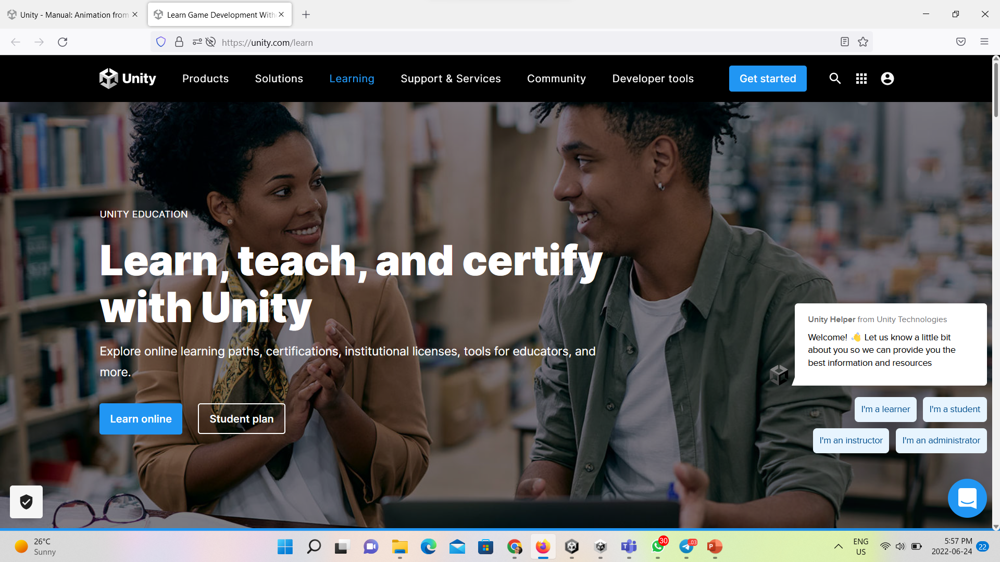 Unity - Manual: Animation from
Learn Game Development With
https://unity.com/learn
Unity
Products
Solutions
Learning
Support & Services
Community
Developer tools
Get started
UNITY EDUCATION
Learn, teach, and certify
with Unity
Explore online learning paths, certifications, institutional licenses, tools for educators, and
more.
Learn online
Student plan
Unity Helper from Unity Technologies
Welcome! 👋 Let us know a little bit
about you so we can provide you the
best information and resources
I'm a learner
I'm a student
I'm an instructor
I'm an administrator
26°C
Sunny
30
.03
P
ENG
US
5:57 PM
2022-06-24
22